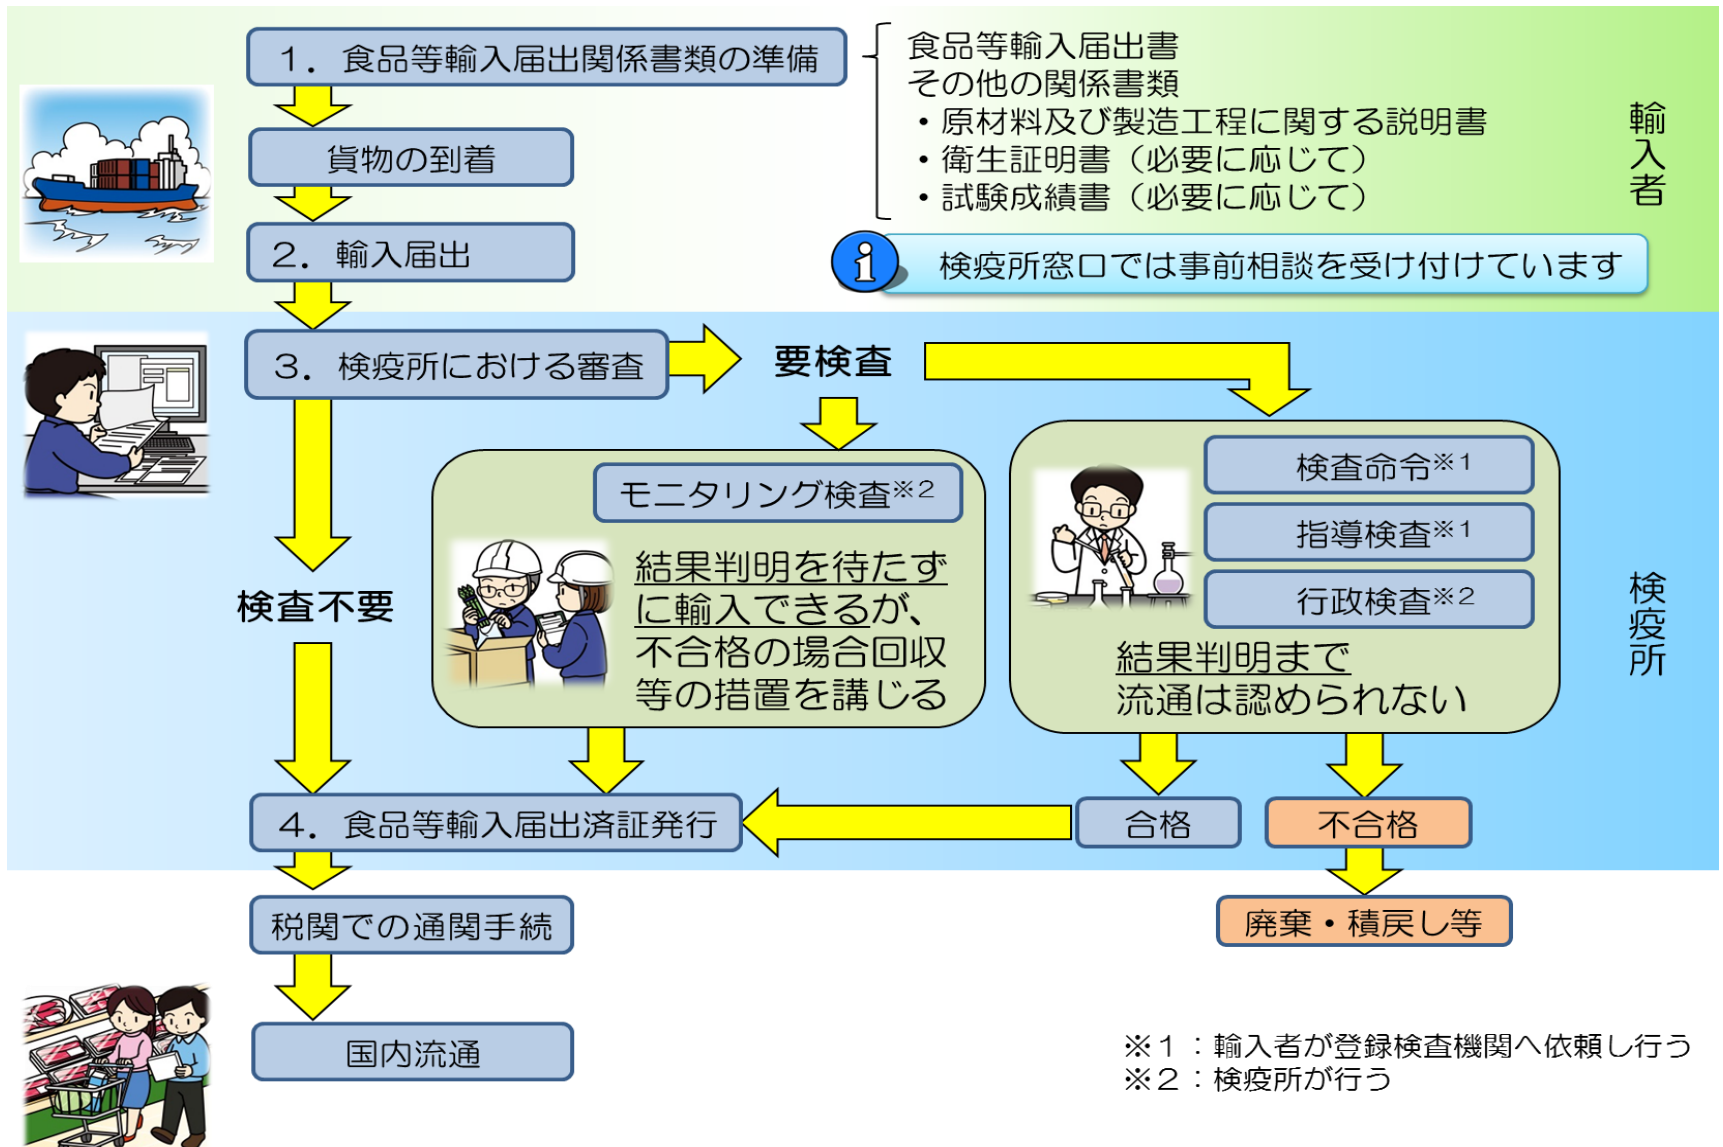 1．食品等輸入届出関係書類の準備
食品等輸入届出書
その他の関係書類
・原材料及び製造工程に関する説明書
・衛生証明書（必要に応じて）
・試験成績書（必要に応じて）
輸入者
貨物の到着
2．輸入届出
検疫所窓口では事前相談を受け付けています
3．検疫所における審査
要検査
検査不要
モニタリング検査※2
結果判明を待たず
に輸入できるが、
不合格の場合回収
等の措置を講じる
検査命令※1
指導検査※1
行政検査※2
結果判明まで
流通は認められない
検疫所
4．食品等輸入届出済証発行
合格
不合格
税関での通関手続
廃棄・積戻し等
国内流通
※1：輸入者が登録検査機関へ依頼し行う
※2：検疫所が行う